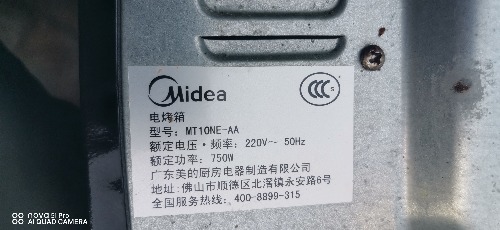 Midea
CCCS
电烤箱
型号: MT10NE-AA
额定电压·频率: 220V~ 50Hz
额定功率: 750W
广东美的厨房电器制造有限公司
地址:佛山市顺德区北滘镇永安路6号
全国服务热线: 400-8899-315
nova 5i Pro
AI QUAD CAMERA